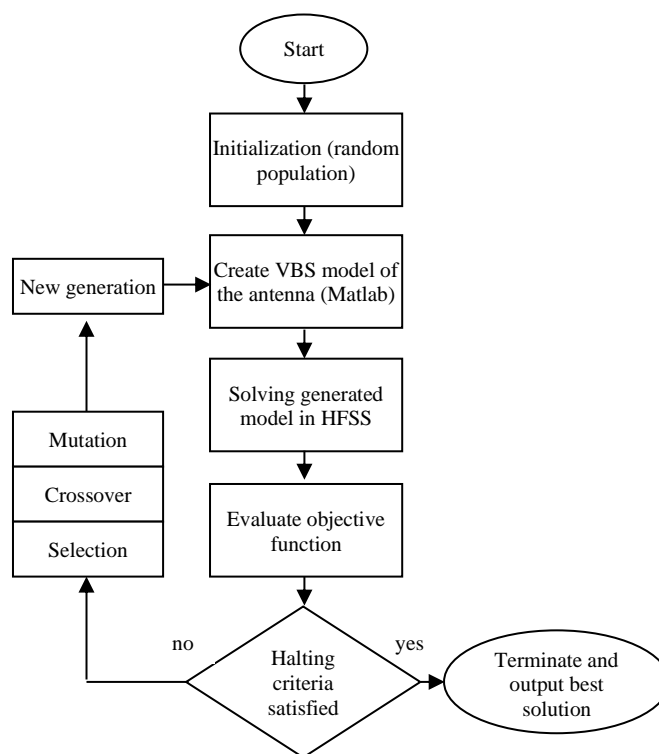 Start
Initialization (random
population)
Create VBS model of
the antenna (Matlab)
New generation
Solving generated
model in HFSS
Mutation
Crossover
Selection
Evaluate objective
function
no
yes
Halting
criteria
satisfied
Terminate and
output best
solution